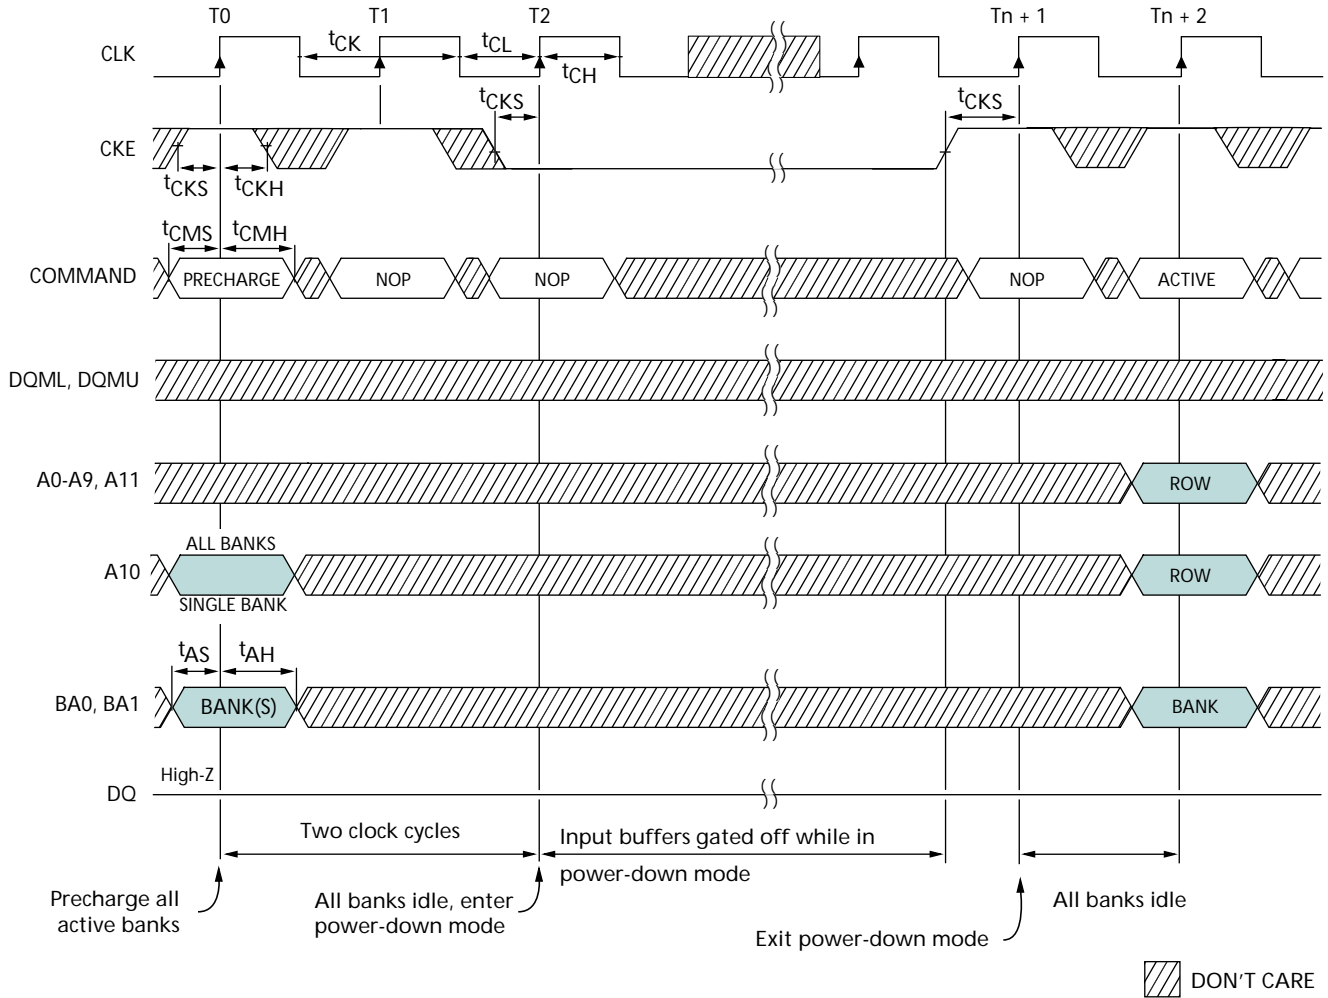 T0 T1 T2 Tn + 1 Tn + 2
CLK
tCK
tCL
tCH
tCKS
tCKS
CKE
tCKS
tCKH
tCMS
tCMH
COMMAND
PRECHARGE
NOP
NOP
NOP
ACTIVE
DQML, DQMU
A0-A9, A11
ROW
ALL BANKS
A10
ROW
SINGLE BANK
tAS
tAH
BA0, BA1
BANK(S)
BANK
High-Z
DQ
Two clock cycles
Input buffers gated off while in
power-down mode
Precharge all
active banks
All banks idle, enter
power-down mode
All banks idle
Exit power-down mode
DON'T CARE